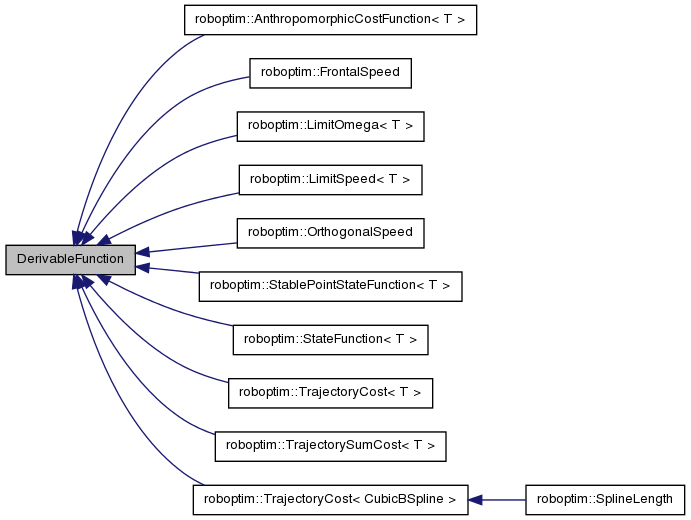 roboptim::AnthropomorphicCostFunction< T >
roboptim::FrontalSpeed
roboptim::LimitOmega< T >
roboptim::LimitSpeed< T >
roboptim::OrthogonalSpeed
DerivableFunction
roboptim::StablePointStateFunction< T >
roboptim::StateFunction< T >
roboptim::TrajectoryCost< T >
roboptim::TrajectorySumCost< T >
roboptim::TrajectoryCost< CubicBSpline >
roboptim::SplineLength